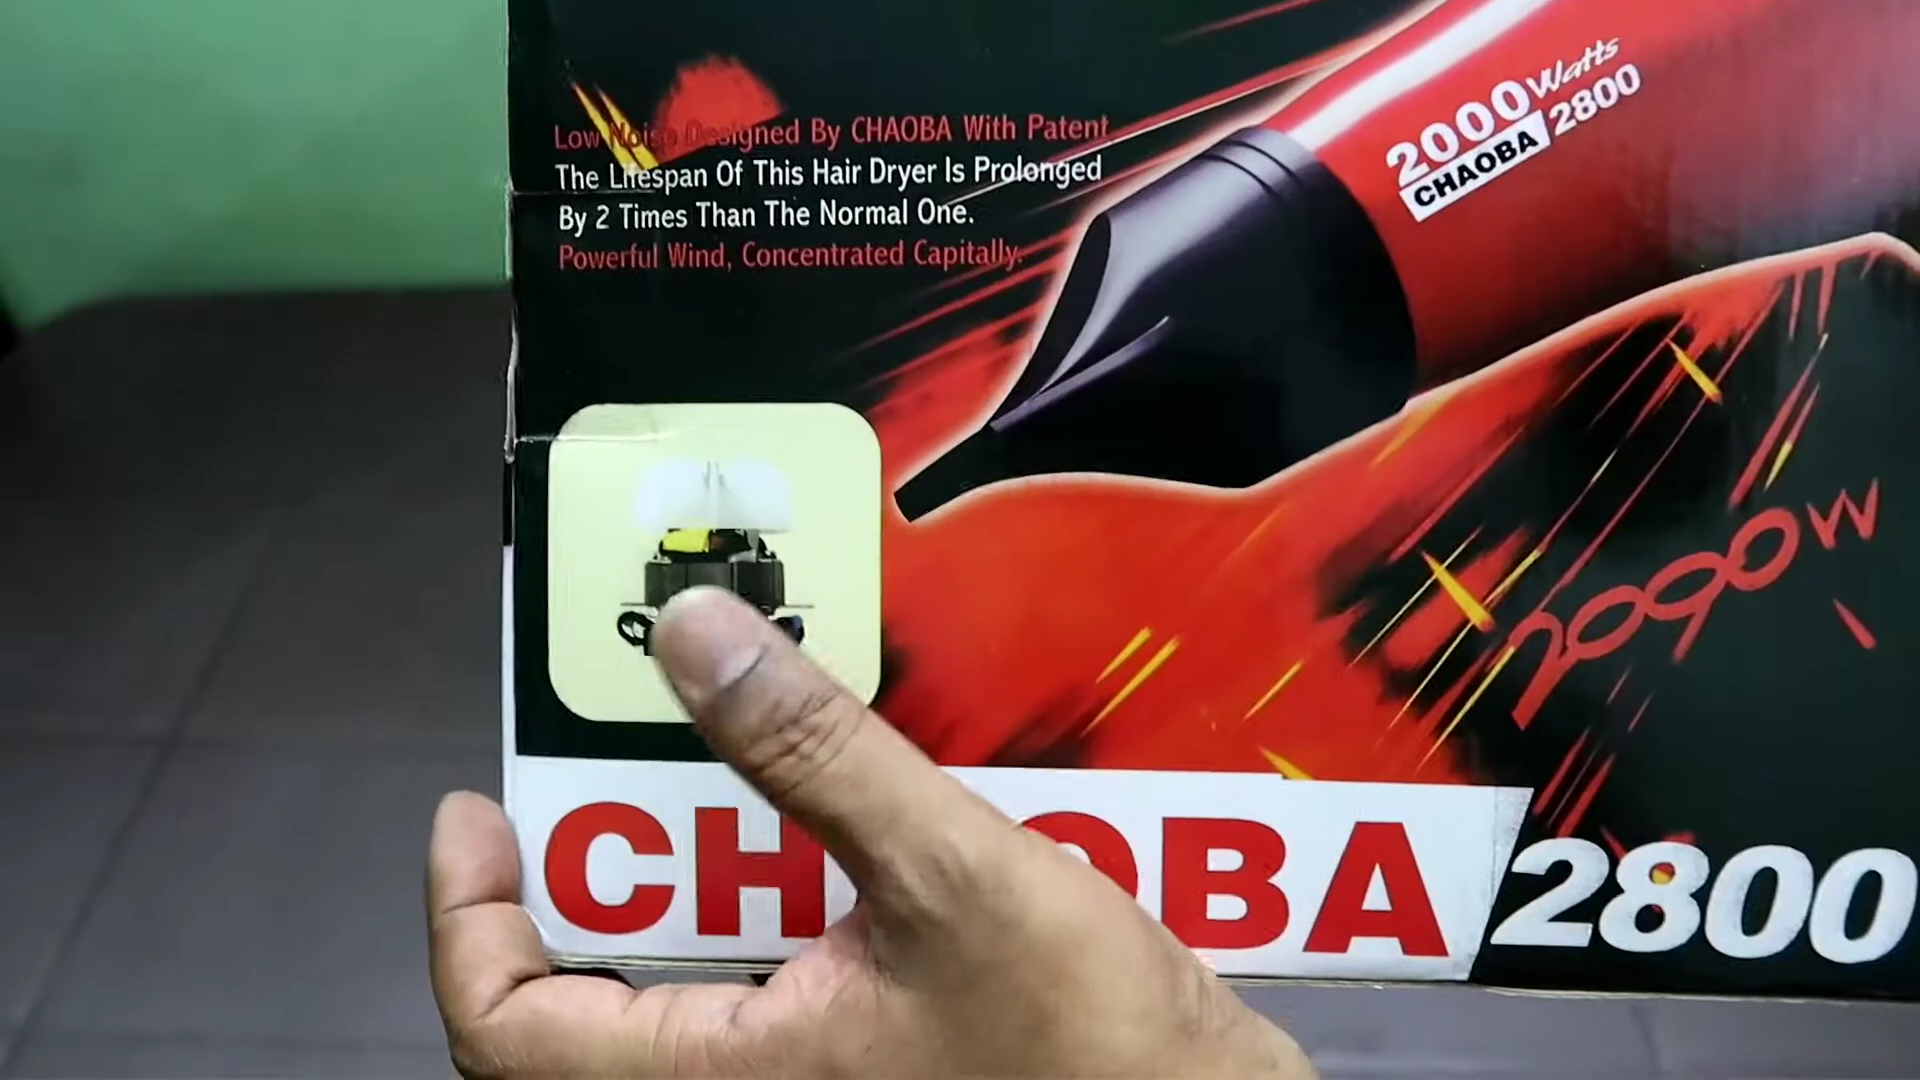 Low Noise Designed By CHAOBA With Patent
The Lifespan Of This Hair Dryer Is Prolonged
By 2 Times Than The Normal One.
Powerful Wind, Concentrated Capitally.
2000 Watts
CHAOBA 2800
2090W
CHAOBA 2800